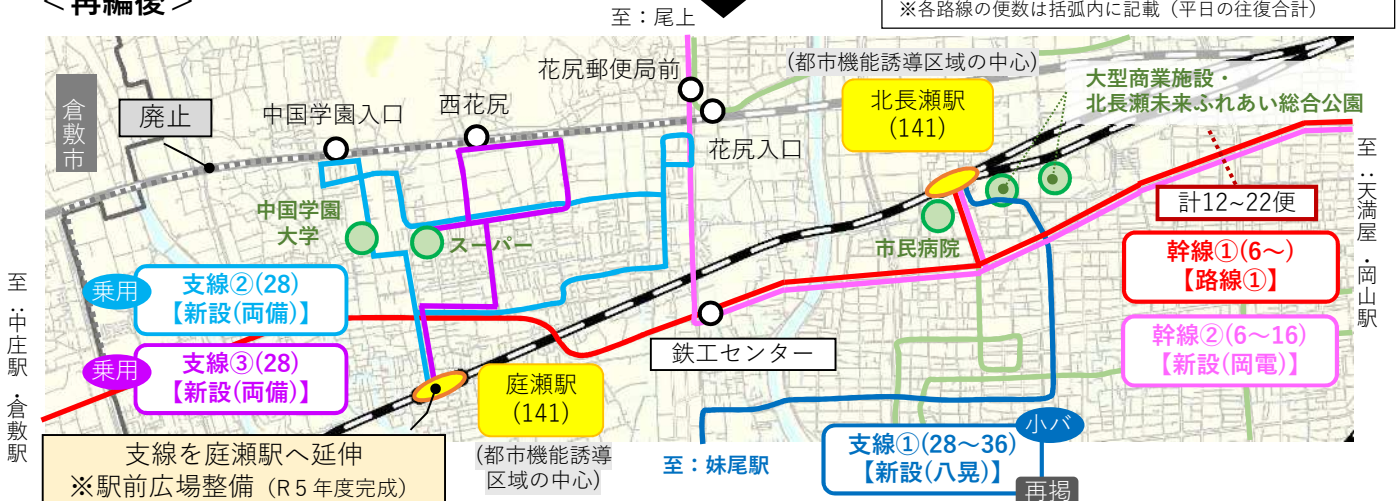 ＜再編後＞
※各路線の便数は括弧内に記載（平日の往復合計）
至：尾上
倉敷市
廃止
中国学園入口
西花尻
花尻郵便局前
花尻入口
(都市機能誘導区域の中心)
北長瀬駅
(141)
大型商業施設・
北長瀬未来ふれあい総合公園
至：天満屋・岡山駅
計12~22便
中国学園
大学
スーパー
市民病院
幹線①(6～)
【路線①】
至：中庄駅・倉敷駅
乗用
支線②(28)
【新設(両備)】
幹線②(6～16)
【新設(岡電)】
鉄工センター
乗用
支線③(28)
【新設(両備)】
庭瀬駅
(141)
(都市機能誘導
区域の中心)
支線を庭瀬駅へ延伸
※駅前広場整備（R５年度完成）
至：妹尾駅
小バ
支線①(28～36)
【新設(八晃)】
再掲